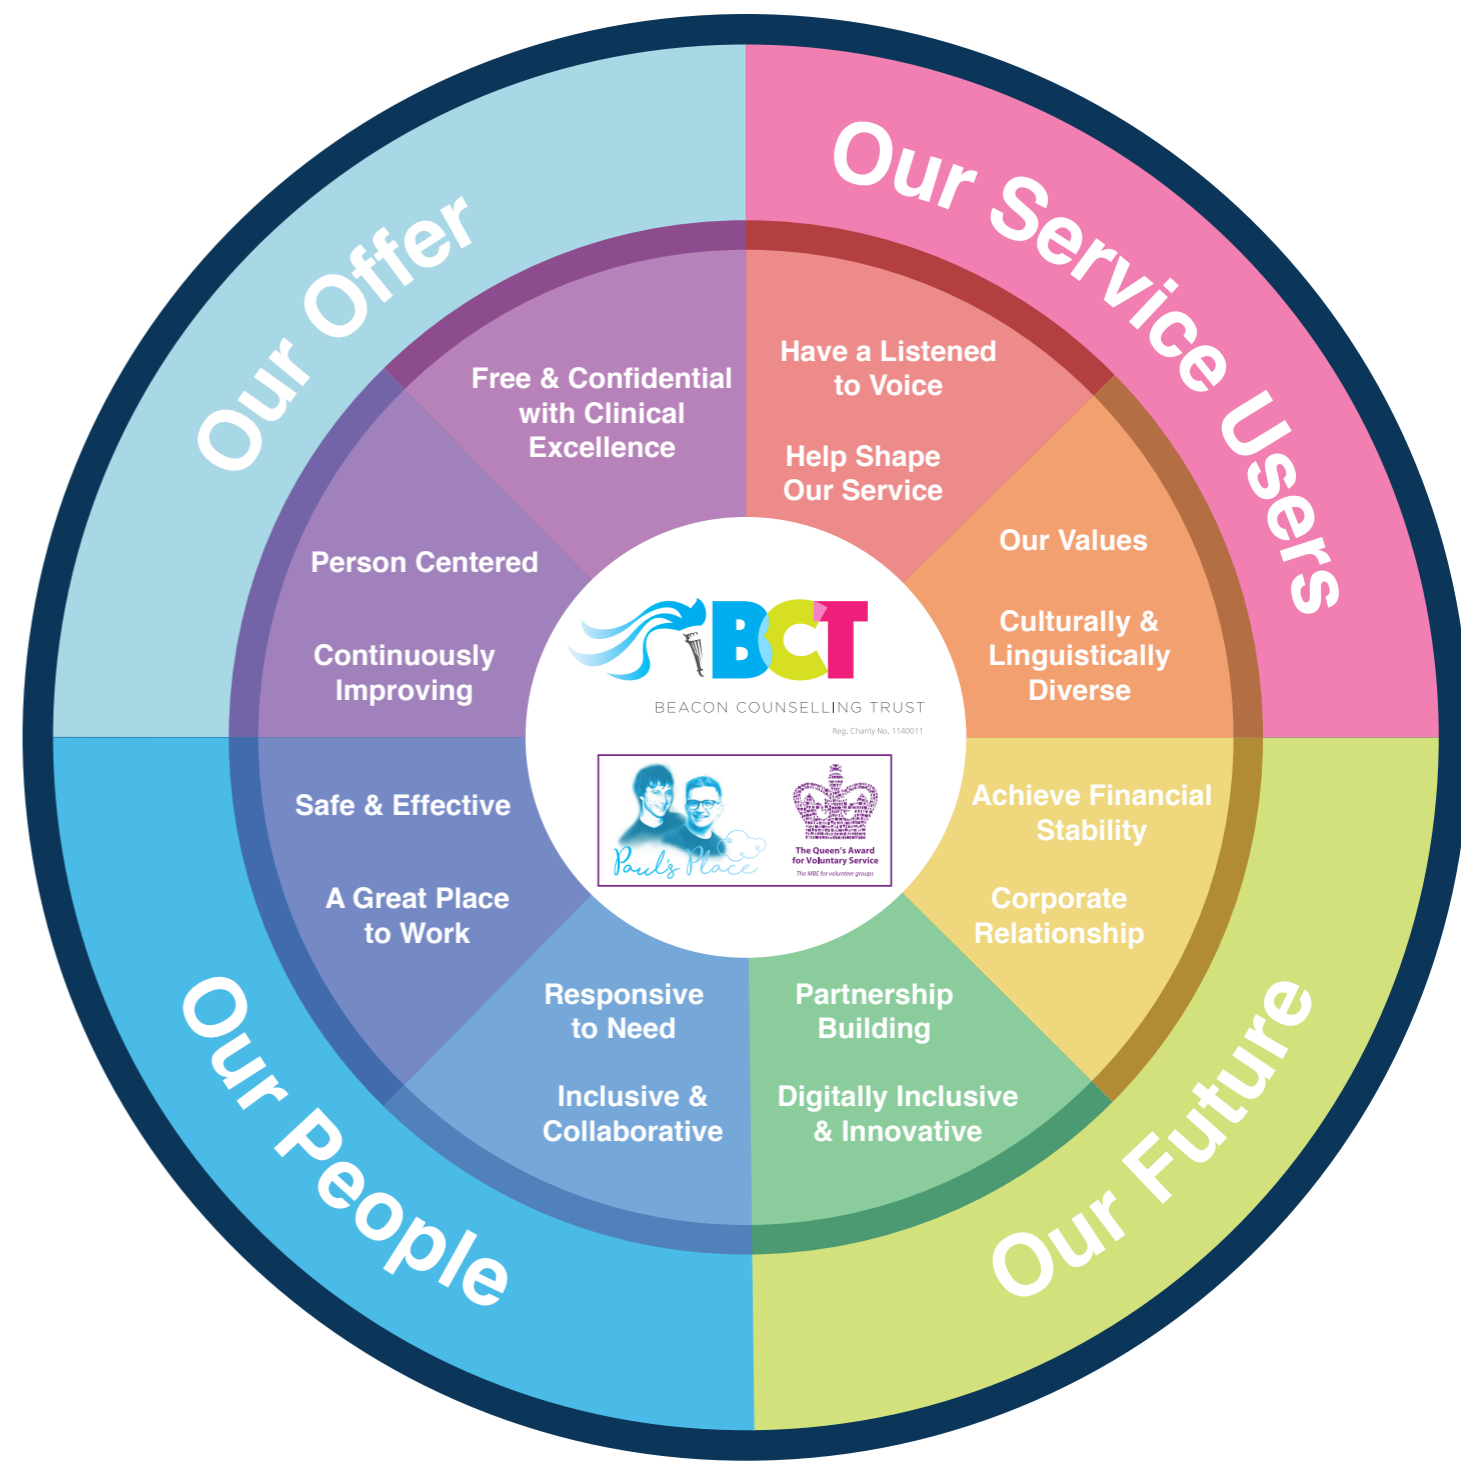 Our Offer
Our Service Users
Our Future
Our People
Free & Confidential
with Clinical
Excellence
Have a Listened
to Voice
Help Shape
Our Service
Our Values
Culturally &
Linguistically
Diverse
Achieve Financial
Stability
Corporate
Relationship
Partnership
Building
Digitally Inclusive
& Innovative
Responsive
to Need
Inclusive &
Collaborative
Safe & Effective
A Great Place
to Work
Person Centered
Continuously
Improving
BCT
BEACON COUNSELLING TRUST
Reg. Charity No. 1140011
Paul's Place
The Queen's Award
for Voluntary Service
The MBE for volunteer groups